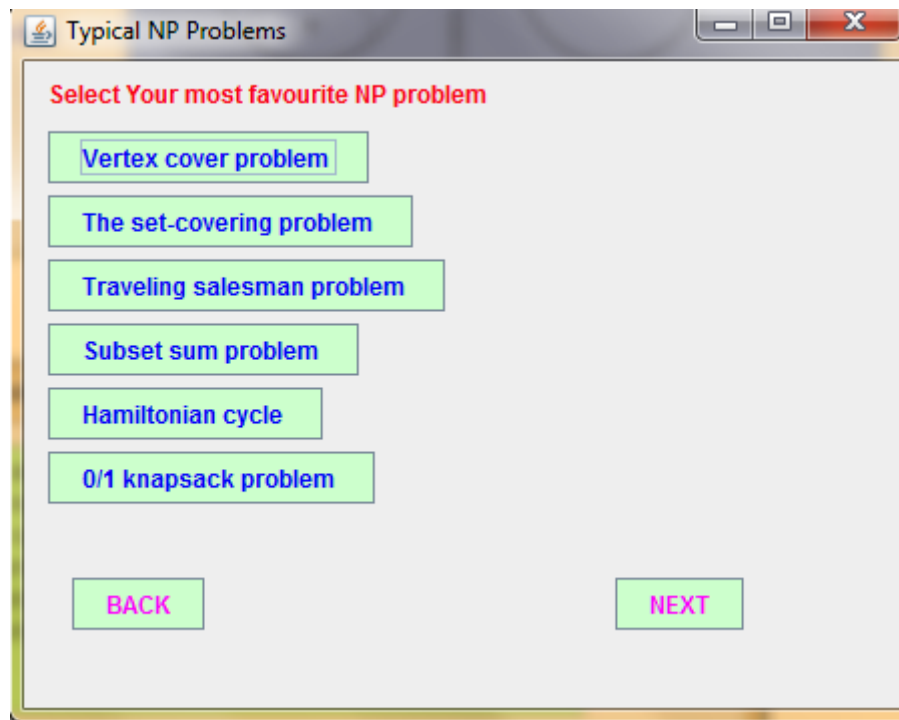 Typical NP Problems
Select Your most favourite NP problem
Vertex cover problem
The set-covering problem
Traveling salesman problem
Subset sum problem
Hamiltonian cycle
0/1 knapsack problem
BACK
NEXT